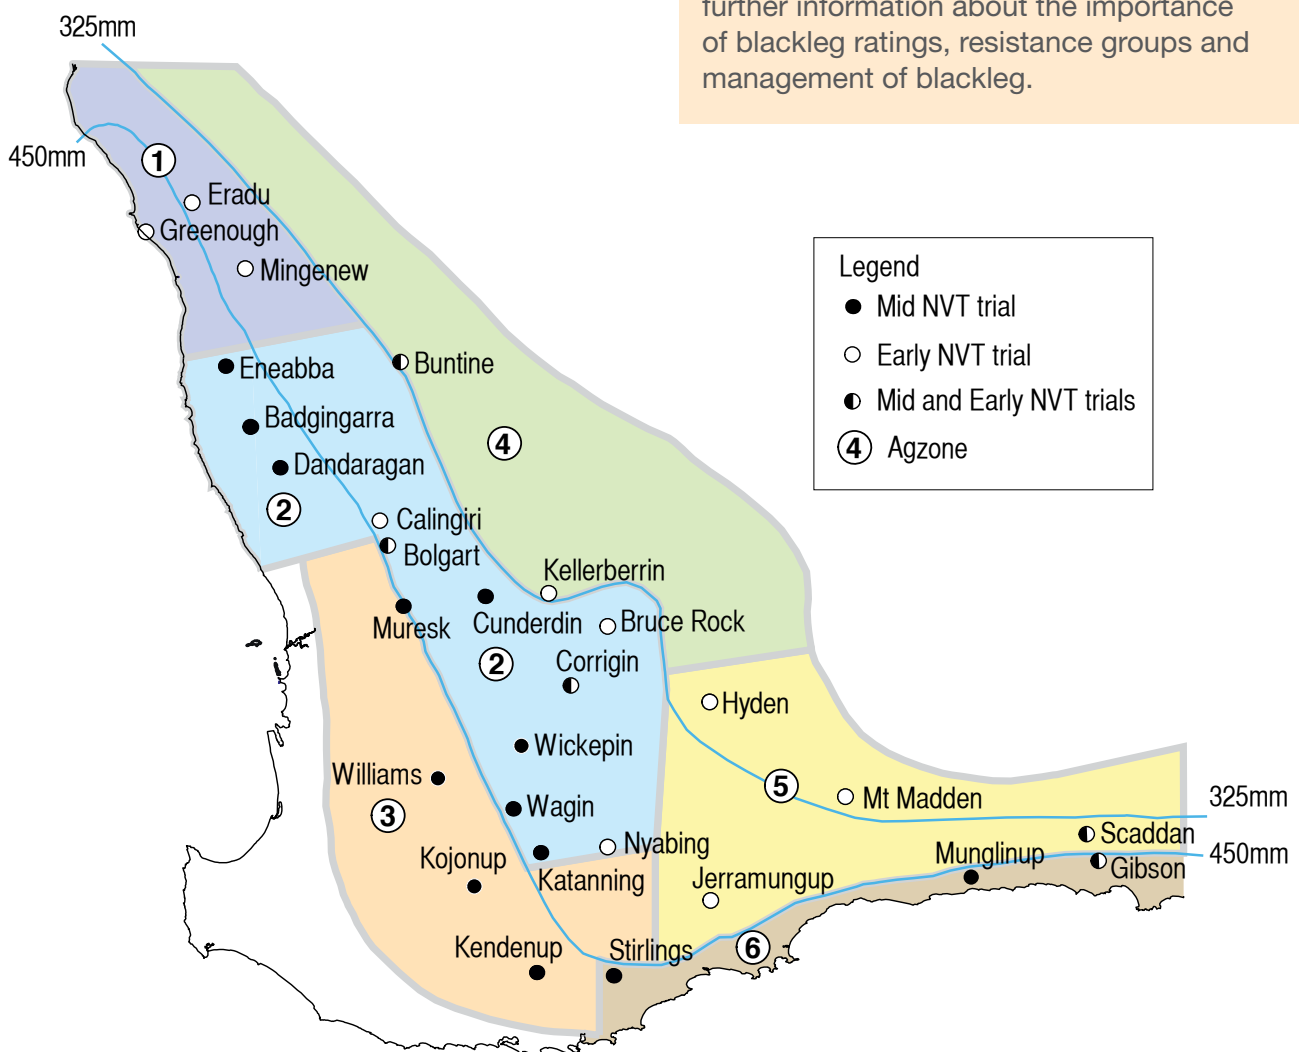 further information about the importance
of blackleg ratings, resistance groups and
management of blackleg.
325mm
450mm
1
Eradu
Greenough
Mingenew
Legend
Mid NVT trial
Early NVT trial
Mid and Early NVT trials
4 Agzone
Eneabba
Buntine
Badgingarra
4
Dandaragan
2
Calingiri
Bolgart
Kellerberrin
Muresk
Cunderdin
Bruce Rock
2
Corrigin
Hyden
Wickepin
Williams
5
Mt Madden
325mm
3
Wagin
Scaddan
Nyabing
Munglinup
450mm
Kojonup
Gibson
Katanning
Jerramungup
Kendenup
Stirlings
6